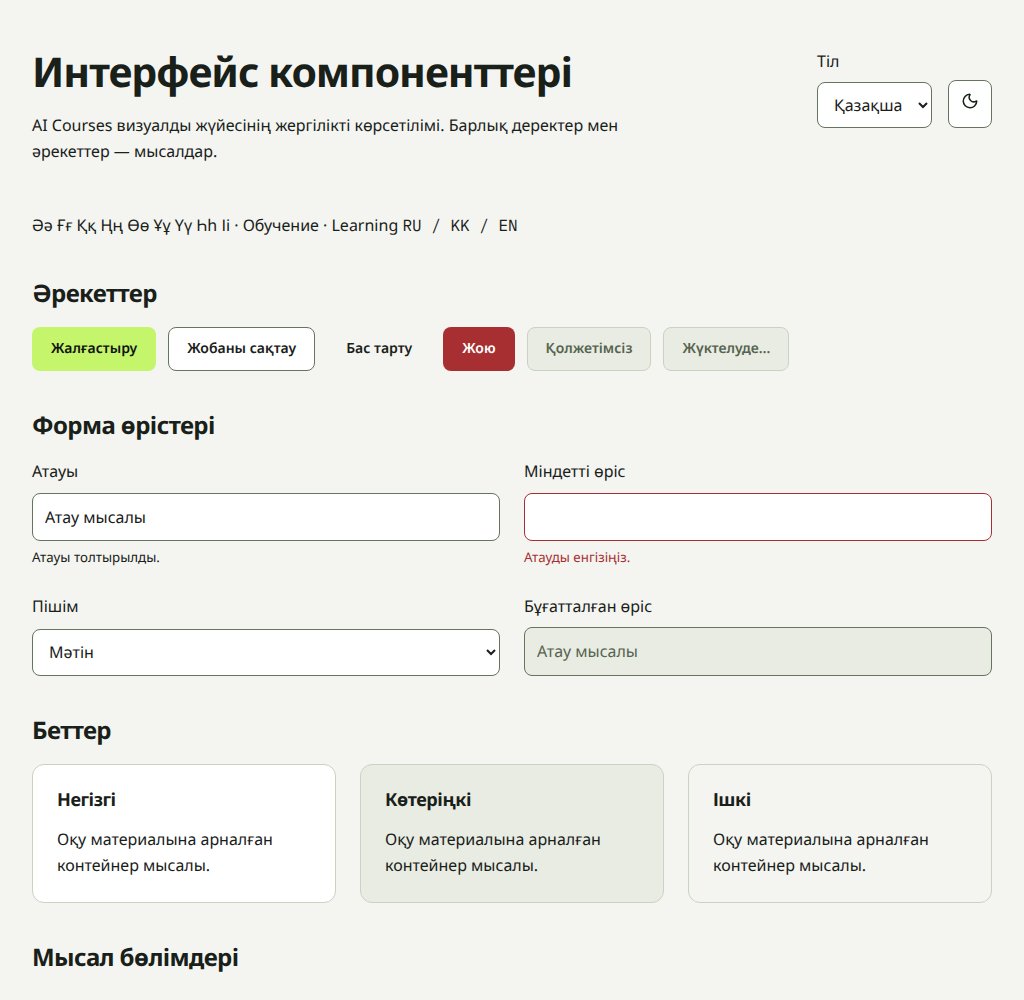 Интерфейс компоненттері
Тіл
Қазақша
AI Courses визуалды жүйесінің жергілікті көрсетілімі. Барлық деректер мен
әрекеттер — мысалдар.
Әә Ғғ Ққ Ңң Өө Ұұ Үү Һһ Іі · Обучение · Learning RU / KK / EN
Әрекеттер
Жалғастыру
Жобаны сақтау
Бас тарту
Жою
Қолжетімсіз
Жүктелуде…
Форма өрістері
Атауы
Атау мысалы
Атауы толтырылды.
Міндетті өріс
Атауды енгізіңіз.
Пішім
Мәтін
Бұғатталған өріс
Атау мысалы
Беттер
Негізгі
Оқу материалына арналған
контейнер мысалы.
Көтеріңкі
Оқу материалына арналған
контейнер мысалы.
Ішкі
Оқу материалына арналған
контейнер мысалы.
Мысал бөлімдері